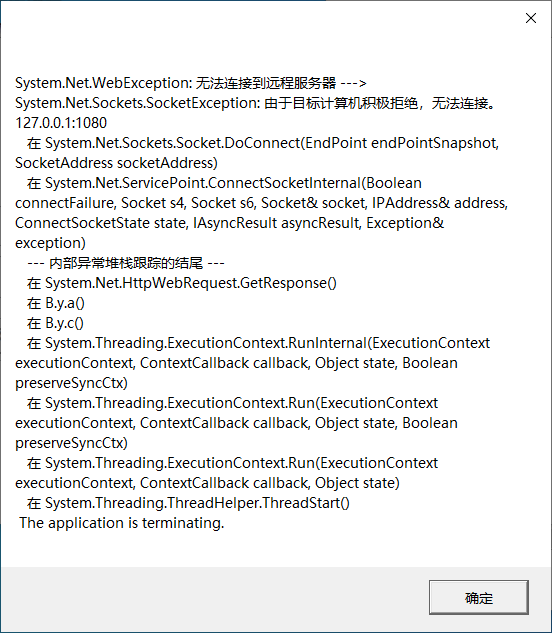 System.Net.WebException: 无法连接到远程服务器 --->
System.Net.Sockets.SocketException: 由于目标计算机积极拒绝，无法连接。
127.0.0.1:1080
在 System.Net.Sockets.Socket.DoConnect(EndPoint endPointSnapshot,
SocketAddress socketAddress)
在 System.Net.ServicePoint.ConnectSocketInternal(Boolean
connectFailure, Socket s4, Socket s6, Socket& socket, IPAddress& address,
ConnectSocketState state, IAsyncResult asyncResult, Exception&
exception)
--- 内部异常堆栈跟踪的结尾 ---
在 System.Net.HttpWebRequest.GetResponse()
在 B.y.a()
在 B.y.c()
在 System.Threading.ExecutionContext.RunInternal(ExecutionContext
executionContext, ContextCallback callback, Object state, Boolean
preserveSyncCtx)
在 System.Threading.ExecutionContext.Run(ExecutionContext
executionContext, ContextCallback callback, Object state, Boolean
preserveSyncCtx)
在 System.Threading.ExecutionContext.Run(ExecutionContext
executionContext, ContextCallback callback, Object state)
在 System.Threading.ThreadHelper.ThreadStart()
The application is terminating.
确定